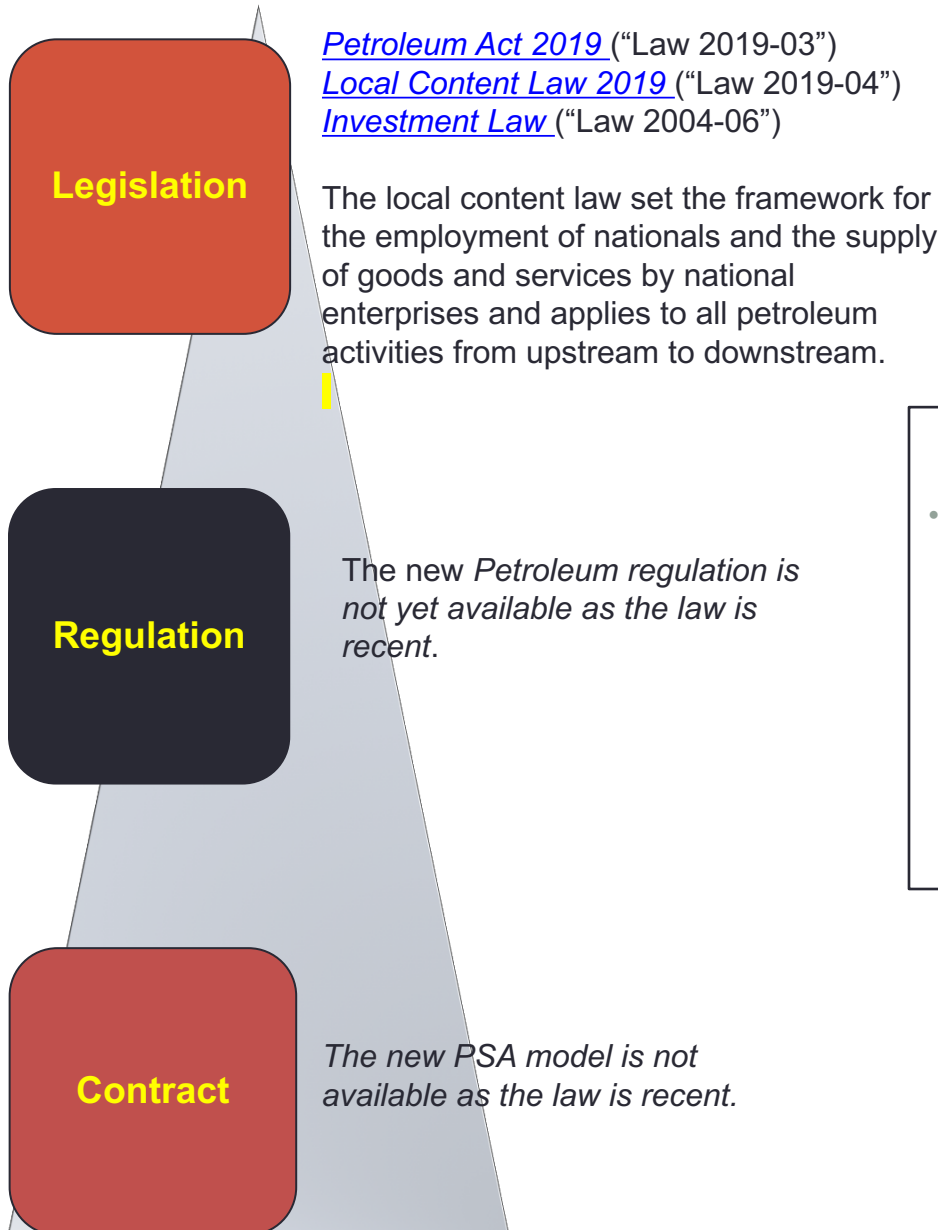 Petroleum Act 2019 (“Law 2019-03”)
Local Content Law 2019 (“Law 2019-04”)
Investment Law (“Law 2004-06”)
Legislation
The local content law set the framework for
the employment of nationals and the supply
of goods and services by national
enterprises and applies to all petroleum
activities from upstream to downstream.
Regulation
The new Petroleum regulation is
not yet available as the law is
recent.
Contract
The new PSA model is not
available as the law is recent.